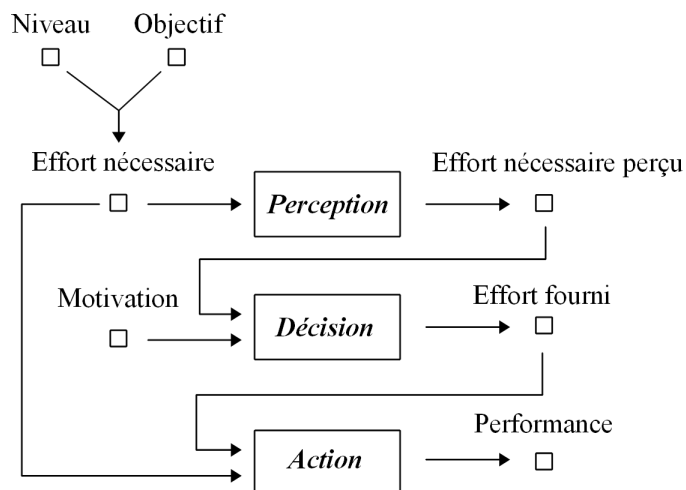 Niveau
Objectif
Effort nécessaire
Effort nécessaire perçu
Perception
Motivation
Effort fourni
Décision
Performance
Action